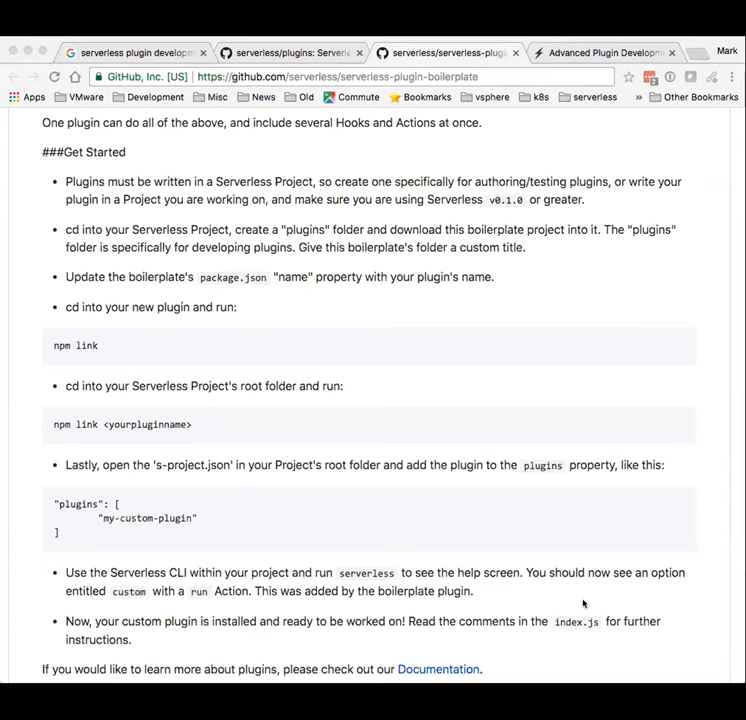 serverless plugin developm
serverless/plugins: Serverle
serverless/serverless-plugi
Advanced Plugin Developm
Mark
GitHub, Inc. [US] https://github.com/serverless/serverless-plugin-boilerplate
Apps VMware Development Misc News Old Commute Bookmarks vsphere k8s serverless » Other Bookmarks
One plugin can do all of the above, and include several Hooks and Actions at once.
###Get Started
• Plugins must be written in a Serverless Project, so create one specifically for authoring/testing plugins, or write your
plugin in a Project you are working on, and make sure you are using Serverless v0.1.0 or greater.
• cd into your Serverless Project, create a "plugins" folder and download this boilerplate project into it. The "plugins"
folder is specifically for developing plugins. Give this boilerplate's folder a custom title.
• Update the boilerplate's package.json "name" property with your plugin's name.
• cd into your new plugin and run:
npm link
• cd into your Serverless Project's root folder and run:
npm link <yourpluginname>
• Lastly, open the 's-project.json' in your Project's root folder and add the plugin to the plugins property, like this:
"plugins": [
"my-custom-plugin"
]
• Use the Serverless CLI within your project and run serverless to see the help screen. You should now see an option
entitled custom with a run Action. This was added by the boilerplate plugin.
• Now, your custom plugin is installed and ready to be worked on! Read the comments in the index.js for further
instructions.
If you would like to learn more about plugins, please check out our Documentation.